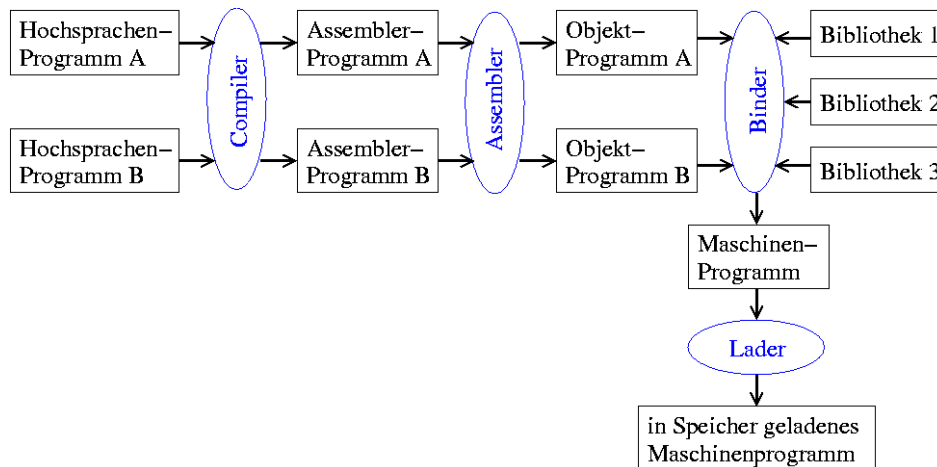 Hochsprachen–
Programm A
Compiler
Assembler–
Programm A
Assembler
Objekt–
Programm A
Binder
Bibliothek 1
Bibliothek 2
Hochsprachen–
Programm B
Assembler–
Programm B
Objekt–
Programm B
Bibliothek 3
Maschinen–
Programm
Lader
in Speicher geladenes
Maschinenprogramm